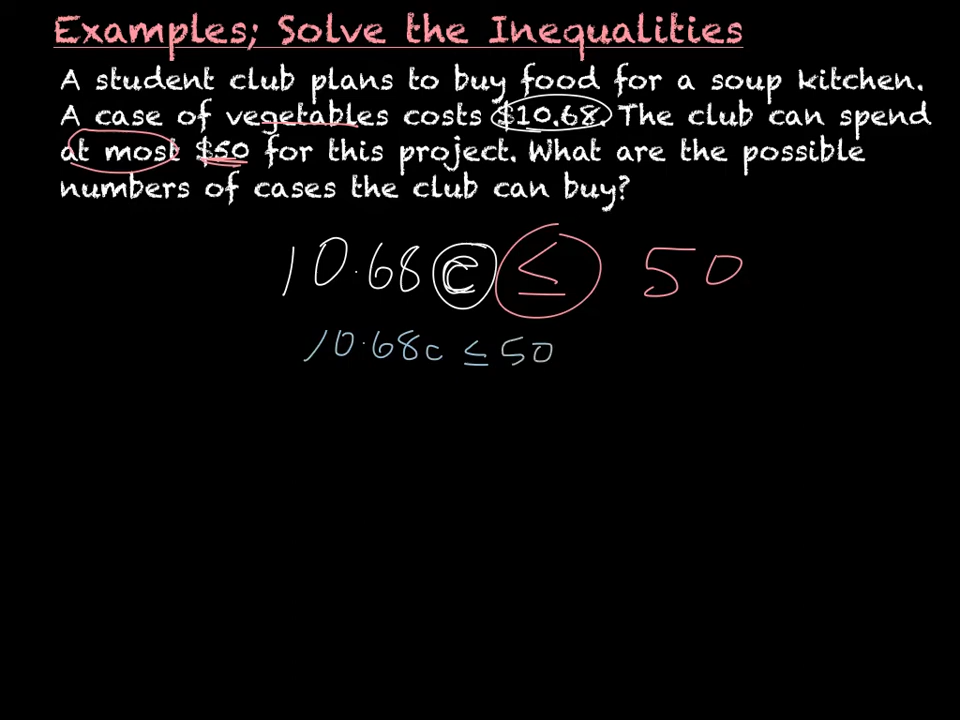 Examples; Solve the Inequalities
A student club plans to buy food for a soup kitchen.
A case of vegetables costs $10.68. The club can spend
at most $50 for this project. What are the possible
numbers of cases the club can buy?
10.68c ≤ 50
10.68c ≤ 50